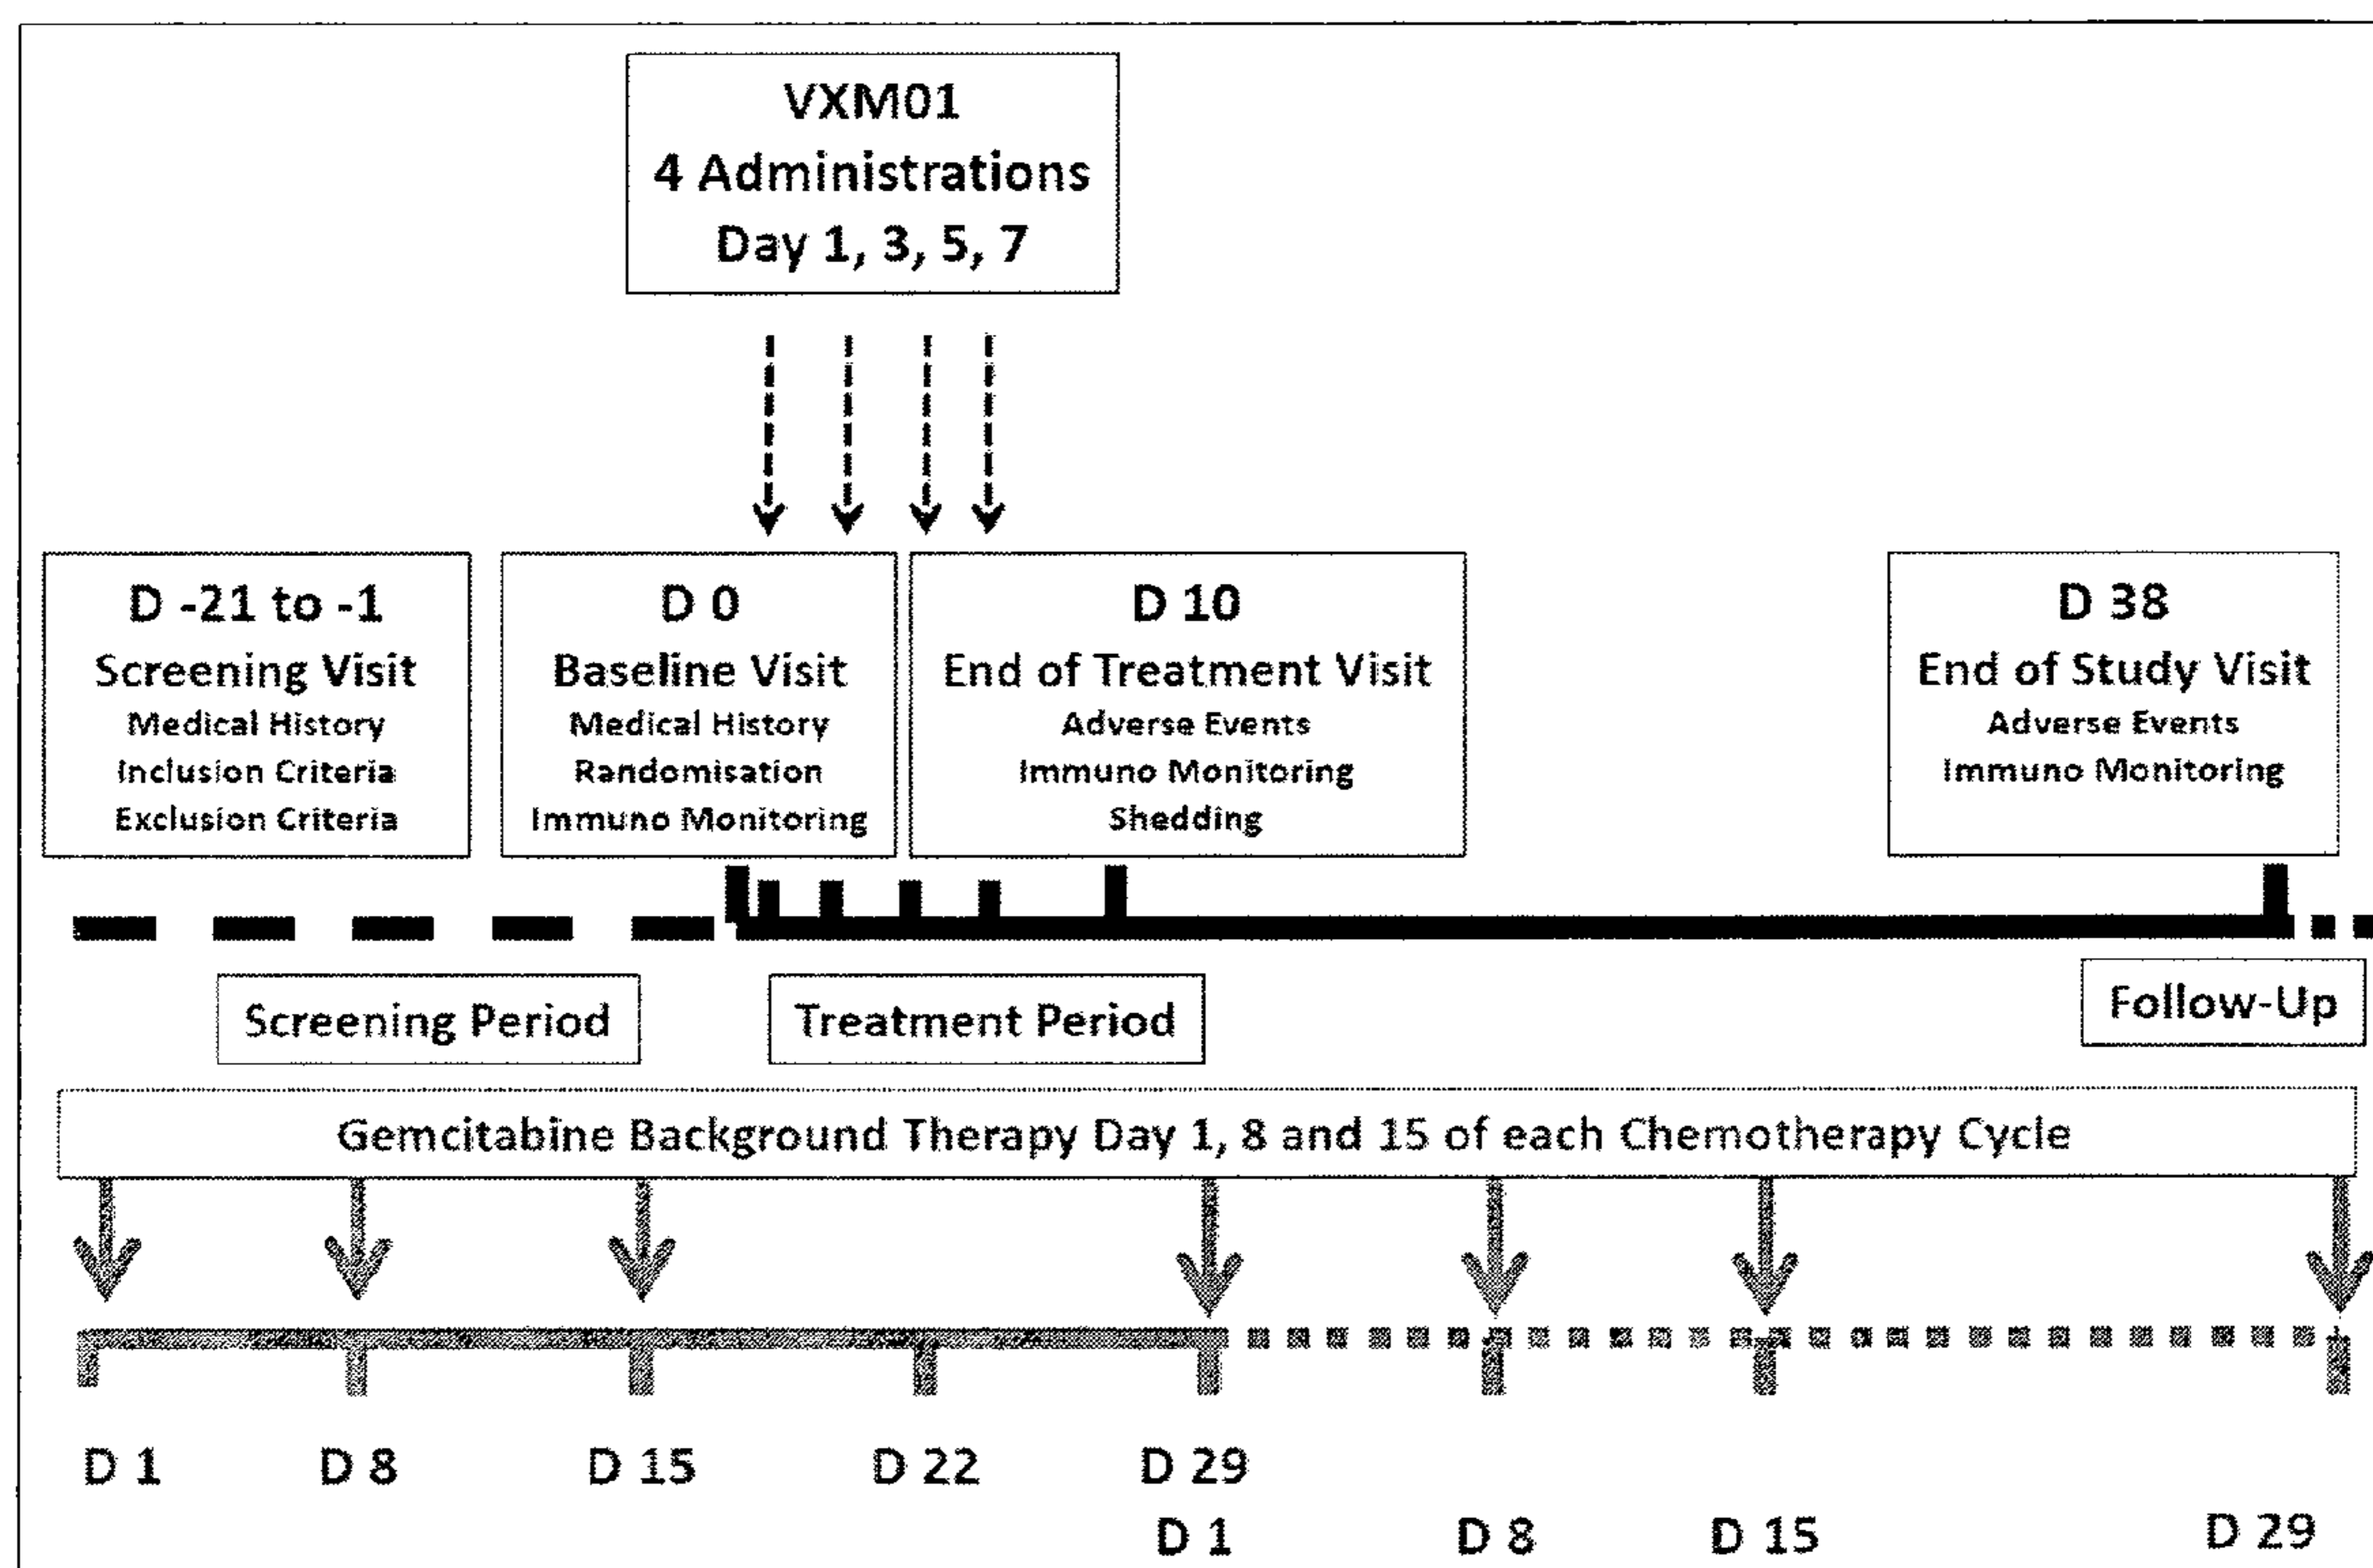 VXM01
4 Administrations
Day 1, 3, 5, 7
D -21 to -1
Screening Visit
Medical History
Inclusion Criteria
Exclusion Criteria
D 0
Baseline Visit
Medical History
Randomisation
Immuno Monitoring
D 10
End of Treatment Visit
Adverse Events
Immuno Monitoring
Shedding
D 38
End of Study Visit
Adverse Events
Immuno Monitoring
Screening Period
Treatment Period
Follow-Up
Gemcitabine Background Therapy Day 1, 8 and 15 of each Chemotherapy Cycle
D 1 D 8 D 15 D 22 D 29
D 1 D 8 D 15 D 29